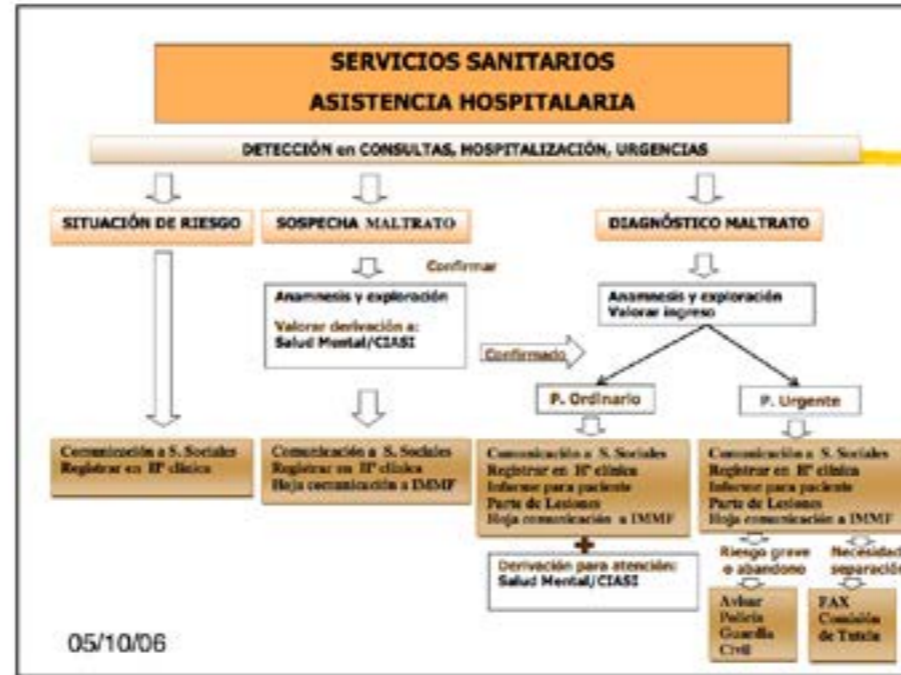 SERVICIOS SANITARIOS
ASISTENCIA HOSPITALARIA
DETECCIÓN en CONSULTAS, HOSPITALIZACIÓN, URGENCIAS
SITUACIÓN DE RIESGO
SOSPECHA MALTRATO
DIAGNÓSTICO MALTRATO
Confirmar
Anamnesis y exploración
Valorar derivación a:
Salud Mental/CIASI
Confirmado
Anamnesis y exploración
Valorar ingreso
P. Ordinario
P. Urgente
Comunicación a S. Sociales
Registrar en Hª clínica
Comunicación a S. Sociales
Registrar en Hª clínica
Hoja comunicación a IMMF
Comunicación a S. Sociales
Registrar en Hª clínica
Informe para paciente
Parte de Lesiones
Hoja comunicación a IMMF
Comunicación a S. Sociales
Registrar en Hª clínica
Informe para paciente
Parte de Lesiones
Hoja comunicación a IMMF
Derivación para atención:
Salud Mental/CIASI
Riesgo grave
o abandono
Necesidad
separación
Avisar
Policía
Guardia
Civil
FAX
Comisión
de Tutela
05/10/06